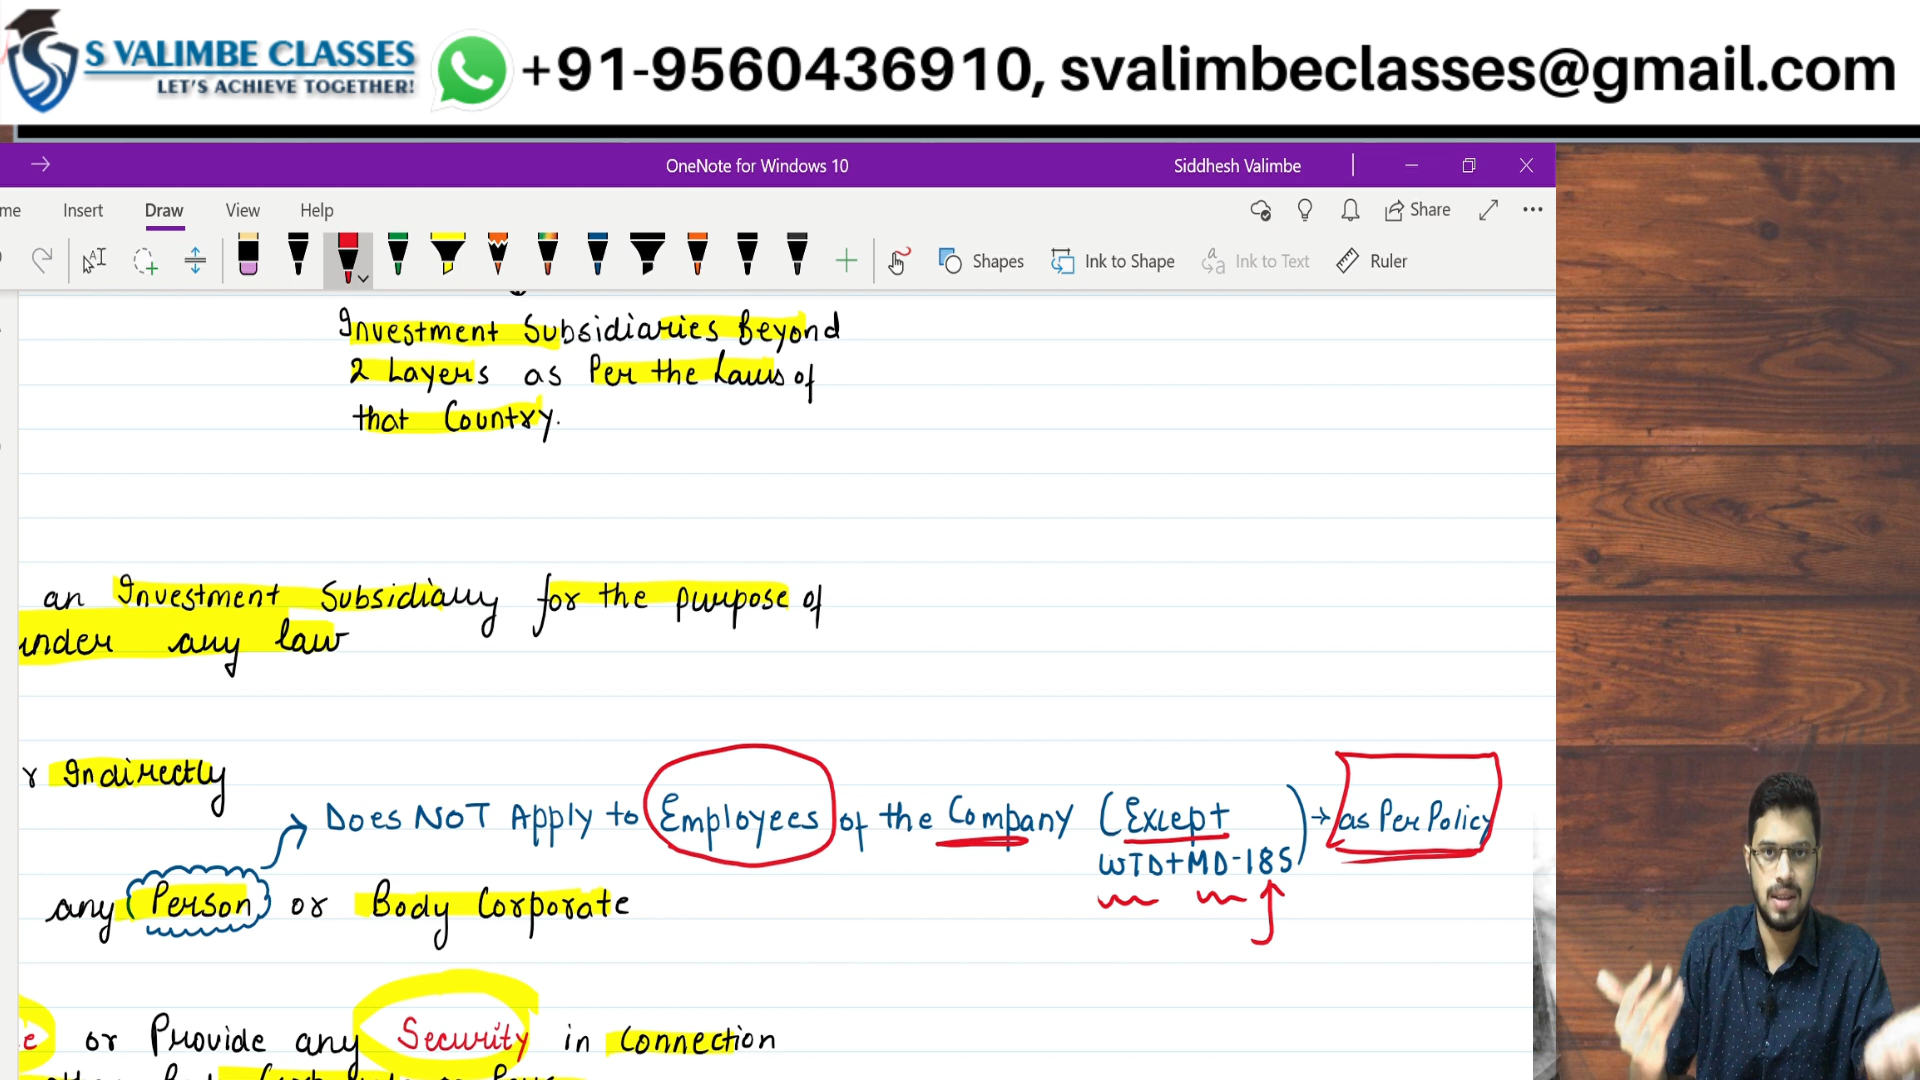 S VALIMBE CLASSES
LET'S ACHIEVE TOGETHER!
+91-9560436910, svalimbeclasses@gmail.com
OneNote for Windows 10
Siddhesh Valimbe
me Insert Draw View Help
Share
Shapes Ink to Shape Ink to Text Ruler
Investment Subsidiaries Beyond
2 Layers as Per the Laws of
that Country.
an Investment Subsidiary for the purpose of
under any law
r Indirectly
Does NOT Apply to Employees of the Company (Except
WTD+MD-185) → as Per Policy
any (Person) or Body Corporate
e or Provide any Security in Connection